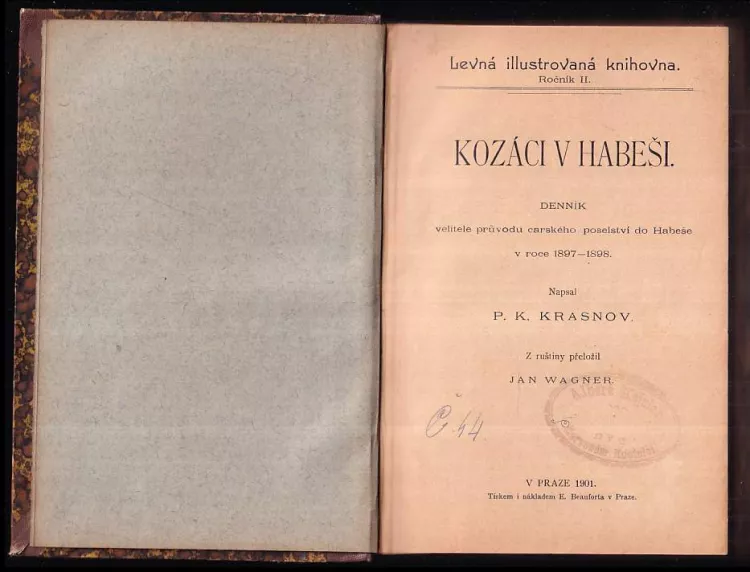 Levná illustrovaná knihovna.
Ročník II.
KOZÁCI V HABEŠI.
DENNÍK
velitele průvodu carského poselství do Habeše
v roce 1897–1898.
Napsal
P. K. KRASNOV.
Z ruštiny přeložil
JAN WAGNER.
Č. 44.
V PRAZE 1901.
Tiskem i nákladem E. Beauforta v Praze.